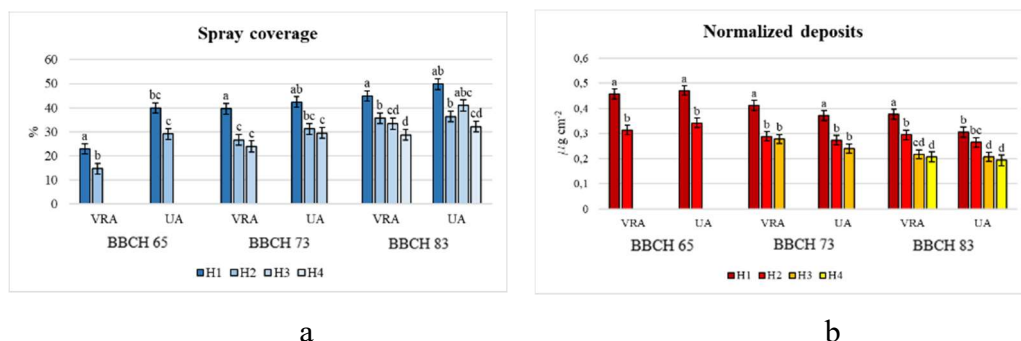 Spray coverage
60
50
40
30
20
10
0
%
a
b
bc
c
ab
c
c
ab
bc
c
a
b
cd
d
ab
b
abc
cd
VRA UA VRA UA VRA UA
BBCH 65 BBCH 73 BBCH 83
H1 H2 H3 H4
a
Normalized deposits
0,6
0,5
0,4
0,3
0,2
0,1
0
μg cm-2
a
b
a
b
a
b
b
a
b
b
a
b
cd
d
b
bc
d
d
VRA UA VRA UA VRA UA
BBCH 65 BBCH 73 BBCH 83
H1 H2 H3 H4
b